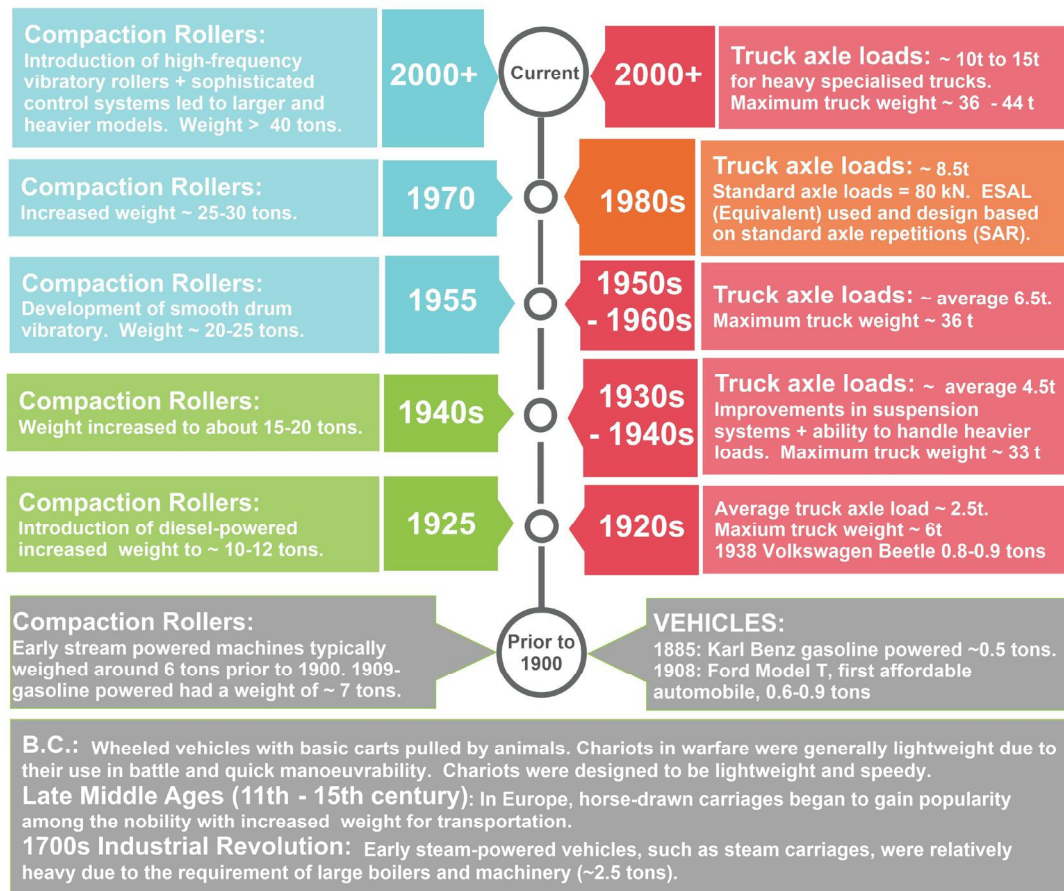 Compaction Rollers:
Introduction of high-frequency
vibratory rollers + sophisticated
control systems led to larger and
heavier models.  Weight >  40 tons.
2000+
Current
2000+
Truck axle loads: ~ 10t to 15t
for heavy specialised trucks.
Maximum truck weight ~ 36  - 44 t
Compaction Rollers:
Increased weight ~ 25-30 tons.
1970
1980s
Truck axle loads: ~ 8.5t
Standard axle loads = 80 kN.  ESAL
(Equivalent) used and design based
on standard axle repetitions (SAR).
Compaction Rollers:
Development of smooth drum
vibratory.  Weight ~ 20-25 tons.
1955
1950s
- 1960s
Truck axle loads: ~ average 6.5t.
Maximum truck weight ~ 36 t
Compaction Rollers:
Weight increased to about 15-20 tons.
1940s
1930s
- 1940s
Truck axle loads: ~  average 4.5t
Improvements in suspension
systems + ability to handle heavier
loads.  Maximum truck weight ~ 33 t
Compaction Rollers:
Introduction of diesel-powered
increased  weight to ~ 10-12 tons.
1925
1920s
Average truck axle load ~ 2.5t.
Maxium truck weight ~ 6t
1938 Volkswagen Beetle 0.8-0.9 tons
Compaction Rollers:
Early stream powered machines typically
weighed around 6 tons prior to 1900. 1909-
gasoline powered had a weight of ~ 7 tons.
Prior to
1900
VEHICLES:
1885: Karl Benz gasoline powered ~0.5 tons.
1908: Ford Model T, first affordable
automobile, 0.6-0.9 tons
B.C.:  Wheeled vehicles with basic carts pulled by animals. Chariots in warfare were generally lightweight due to
their use in battle and quick manoeuvrability.  Chariots were designed to be lightweight and speedy.
Late Middle Ages (11th - 15th century): In Europe, horse-drawn carriages began to gain popularity
among the nobility with increased  weight for transportation.
1700s Industrial Revolution:  Early steam-powered vehicles, such as steam carriages, were relatively
heavy due to the requirement of large boilers and machinery (~2.5 tons).